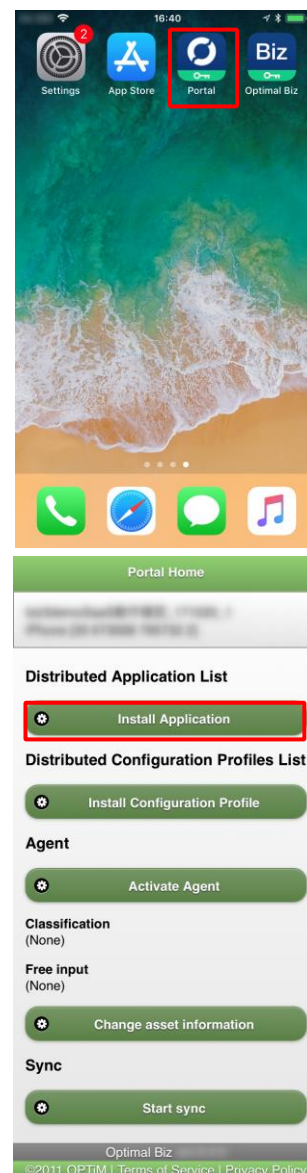 16:40
2
Biz
Settings App Store Portal Optimal Biz
Portal Home
Distributed Application List
Install Application
Distributed Configuration Profiles List
Install Configuration Profile
Agent
Activate Agent
Classification
(None)
Free input
(None)
Change asset information
Sync
Start sync
Optimal Biz
©2011 OPTiM | Terms of Service | Privacy Policy